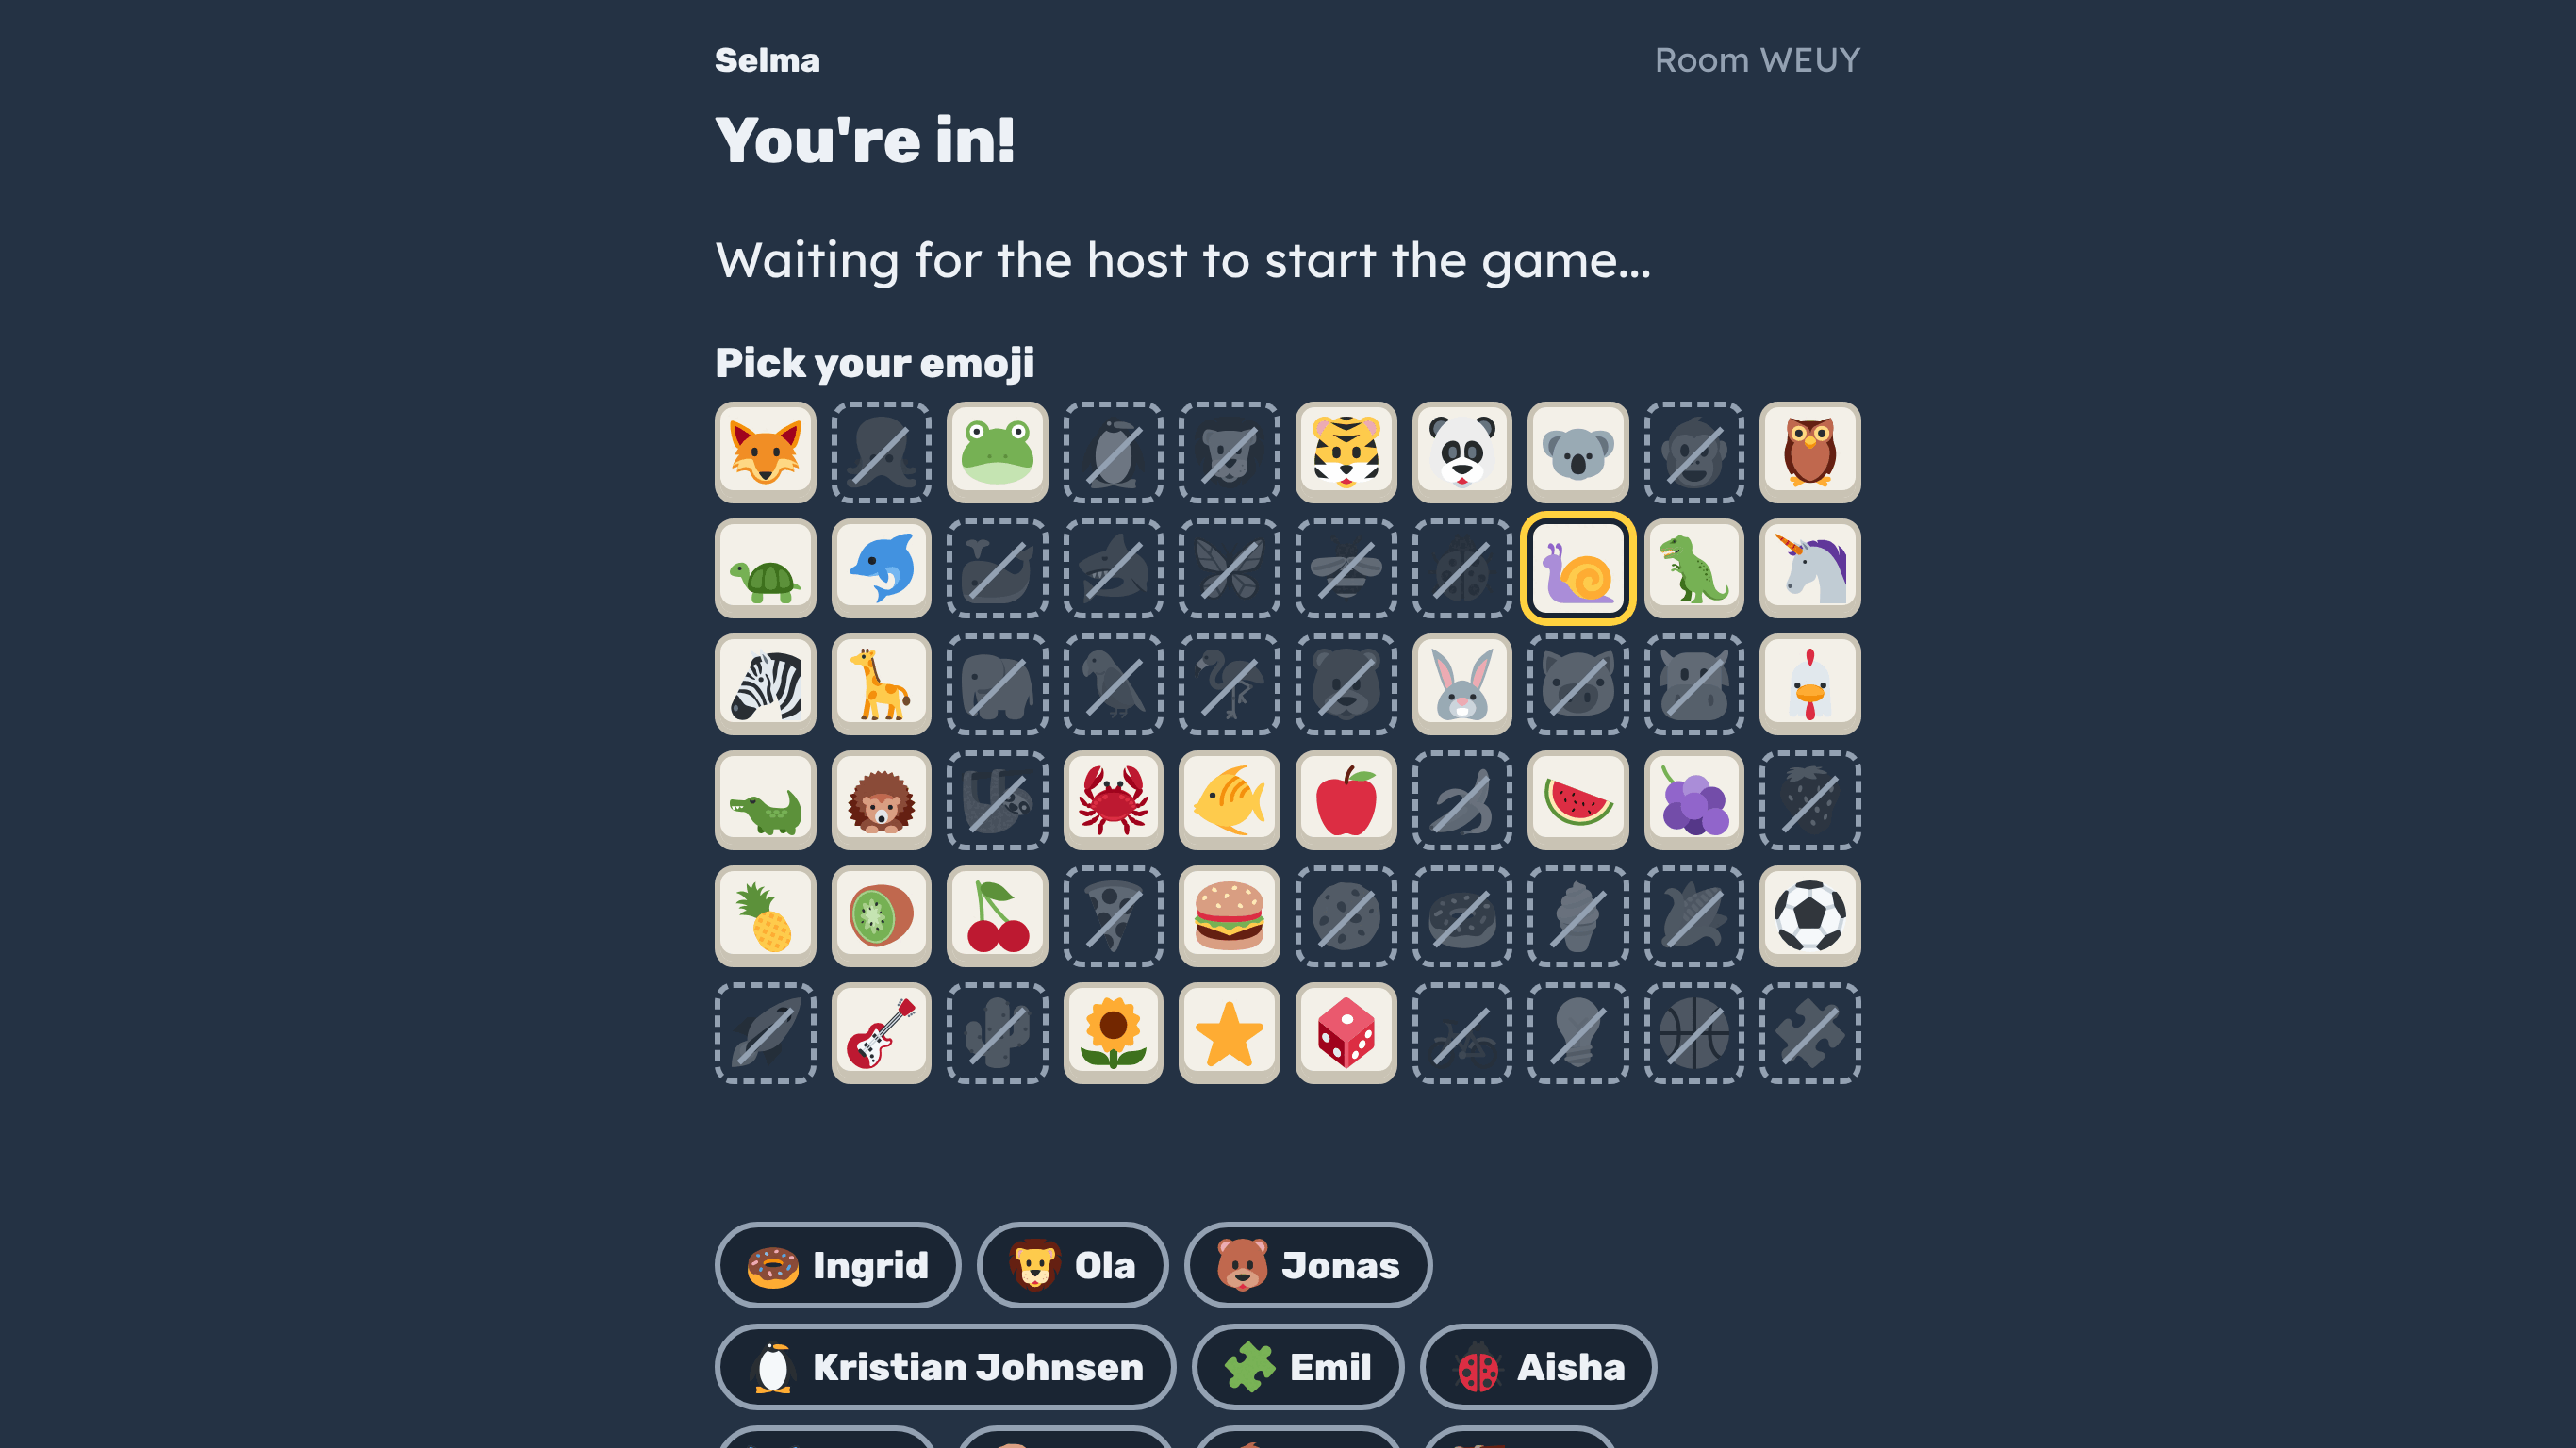 Selma
Room WEUY
You're in!
Waiting for the host to start the game...
Pick your emoji
Ingrid
Ola
Jonas
Kristian Johnsen
Emil
Aisha